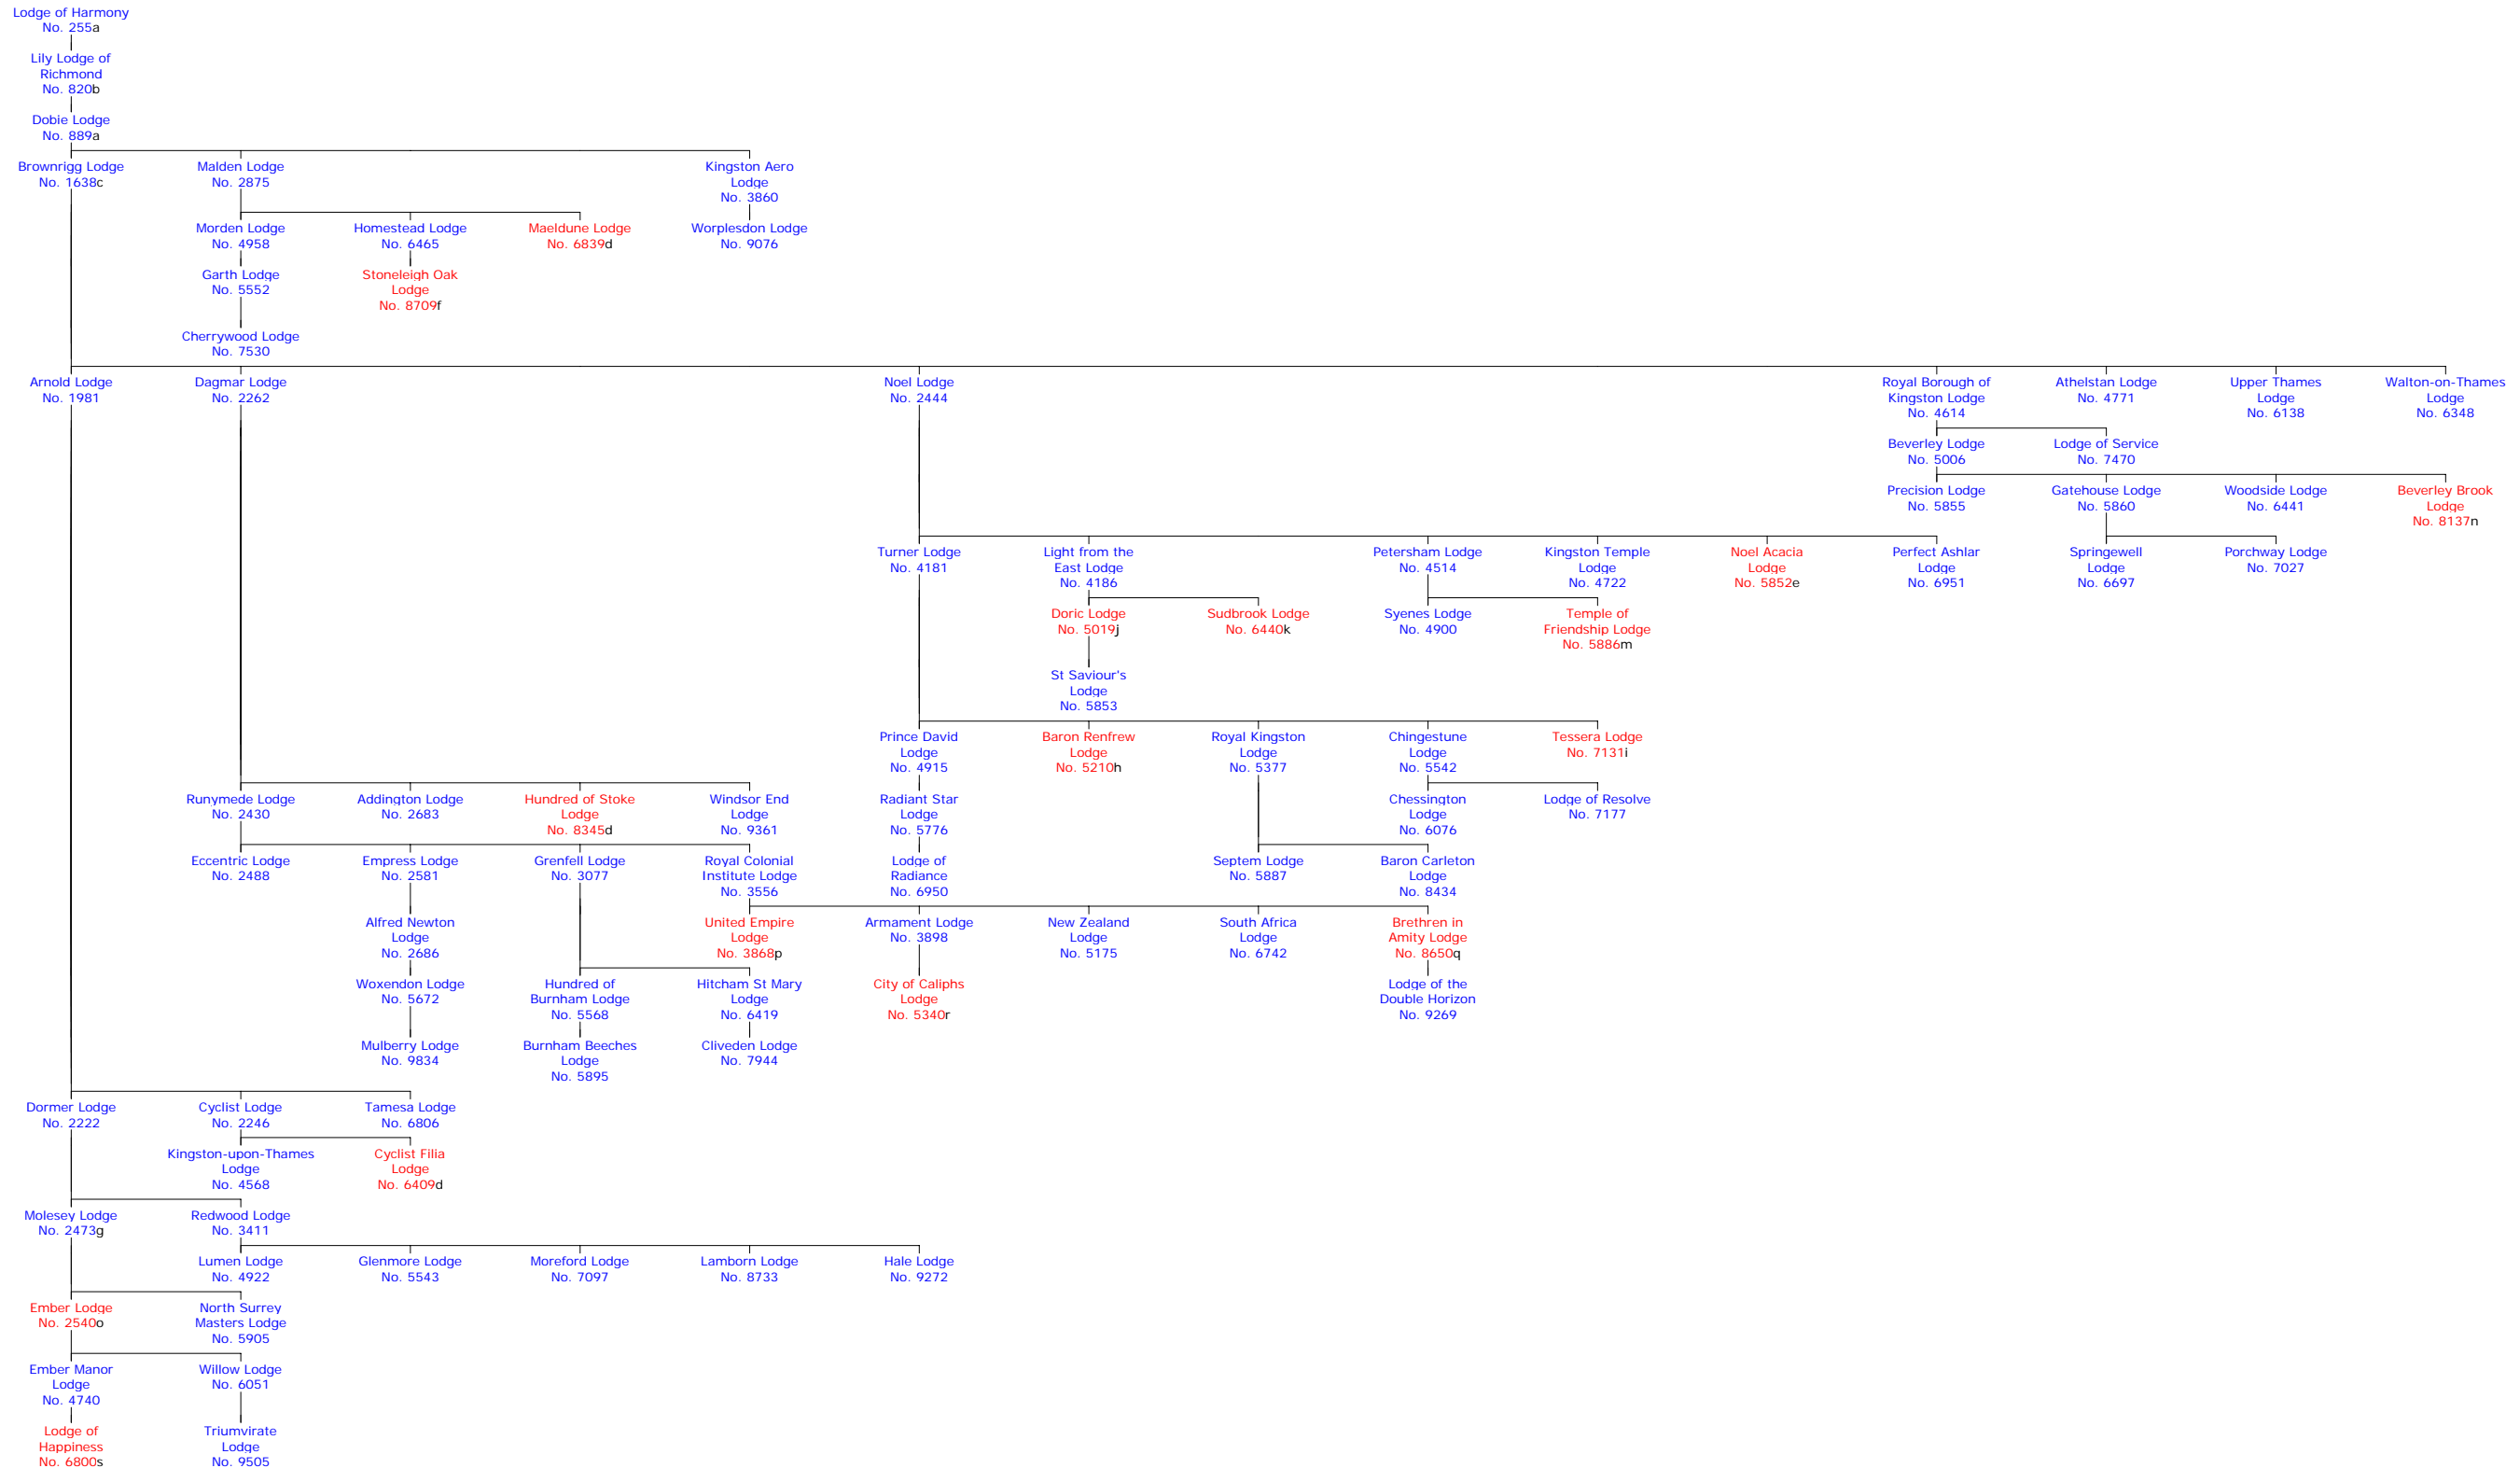 Lodge of Harmony
No. 255a
Lily Lodge of
Richmond
No. 820b
Dobie Lodge
No. 889a
Brownrigg Lodge
No. 1638c
Malden Lodge
No. 2875
Kingston Aero
Lodge
No. 3860
Morden Lodge
No. 4958
Homestead Lodge
No. 6465
Maeldune Lodge
No. 6839d
Worplesdon Lodge
No. 9076
Garth Lodge
No. 5552
Stoneleigh Oak
Lodge
No. 8709f
Cherrywood Lodge
No. 7530
Arnold Lodge
No. 1981
Dagmar Lodge
No. 2262
Noel Lodge
No. 2444
Royal Borough of
Kingston Lodge
No. 4614
Athelstan Lodge
No. 4771
Upper Thames
Lodge
No. 6138
Walton-on-Thames
Lodge
No. 6348
Beverley Lodge
No. 5006
Lodge of Service
No. 7470
Precision Lodge
No. 5855
Gatehouse Lodge
No. 5860
Woodside Lodge
No. 6441
Beverley Brook
Lodge
No. 8137n
Turner Lodge
No. 4181
Light from the
East Lodge
No. 4186
Petersham Lodge
No. 4514
Kingston Temple
Lodge
No. 4722
Noel Acacia
Lodge
No. 5852e
Perfect Ashlar
Lodge
No. 6951
Springewell
Lodge
No. 6697
Porchway Lodge
No. 7027
Doric Lodge
No. 5019j
Sudbrook Lodge
No. 6440k
Syenes Lodge
No. 4900
Temple of
Friendship Lodge
No. 5886m
St Saviour's
Lodge
No. 5853
Prince David
Lodge
No. 4915
Baron Renfrew
Lodge
No. 5210h
Royal Kingston
Lodge
No. 5377
Chingestune
Lodge
No. 5542
Tessera Lodge
No. 7131i
Runymede Lodge
No. 2430
Addington Lodge
No. 2683
Hundred of Stoke
Lodge
No. 8345d
Windsor End
Lodge
No. 9361
Radiant Star
Lodge
No. 5776
Chessington
Lodge
No. 6076
Lodge of Resolve
No. 7177
Eccentric Lodge
No. 2488
Empress Lodge
No. 2581
Grenfell Lodge
No. 3077
Royal Colonial
Institute Lodge
No. 3556
Lodge of
Radiance
No. 6950
Septem Lodge
No. 5887
Baron Carleton
Lodge
No. 8434
Alfred Newton
Lodge
No. 2686
United Empire
Lodge
No. 3868p
Armament Lodge
No. 3898
New Zealand
Lodge
No. 5175
South Africa
Lodge
No. 6742
Brethren in
Amity Lodge
No. 8650q
Woxendon Lodge
No. 5672
Hundred of
Burnham Lodge
No. 5568
Hitcham St Mary
Lodge
No. 6419
City of Caliphs
Lodge
No. 5340r
Lodge of the
Double Horizon
No. 9269
Mulberry Lodge
No. 9834
Burnham Beeches
Lodge
No. 5895
Cliveden Lodge
No. 7944
Dormer Lodge
No. 2222
Cyclist Lodge
No. 2246
Tamesa Lodge
No. 6806
Kingston-upon-Thames
Lodge
No. 4568
Cyclist Filia
Lodge
No. 6409d
Molesey Lodge
No. 2473g
Redwood Lodge
No. 3411
Lumen Lodge
No. 4922
Glenmore Lodge
No. 5543
Moreford Lodge
No. 7097
Lamborn Lodge
No. 8733
Hale Lodge
No. 9272
Ember Lodge
No. 2540o
North Surrey
Masters Lodge
No. 5905
Ember Manor
Lodge
No. 4740
Willow Lodge
No. 6051
Lodge of
Happiness
No. 6800s
Triumvirate
Lodge
No. 9505